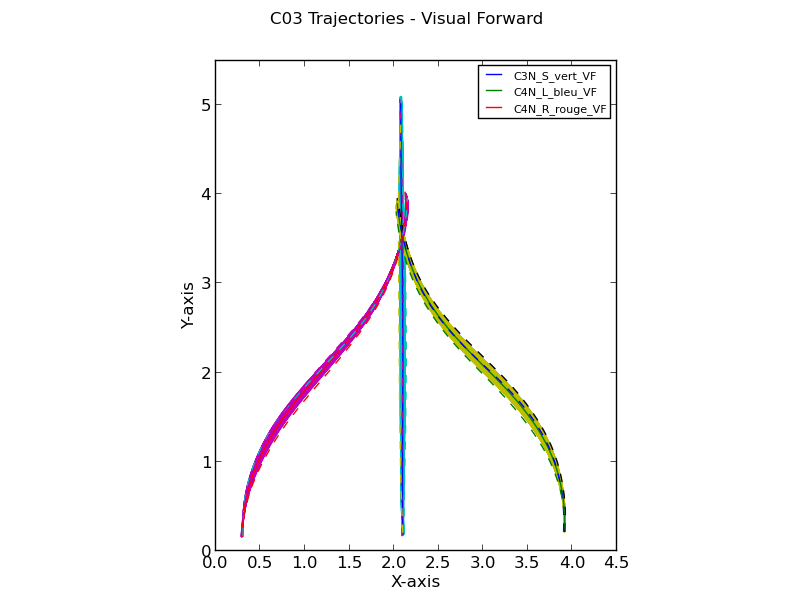 C03 Trajectories - Visual Forward
C3N_S_vert_VF
C4N_L_bleu_VF
C4N_R_rouge_VF
5
4
3
2
1
0
Y-axis
0.0 0.5 1.0 1.5 2.0 2.5 3.0 3.5 4.0 4.5
X-axis